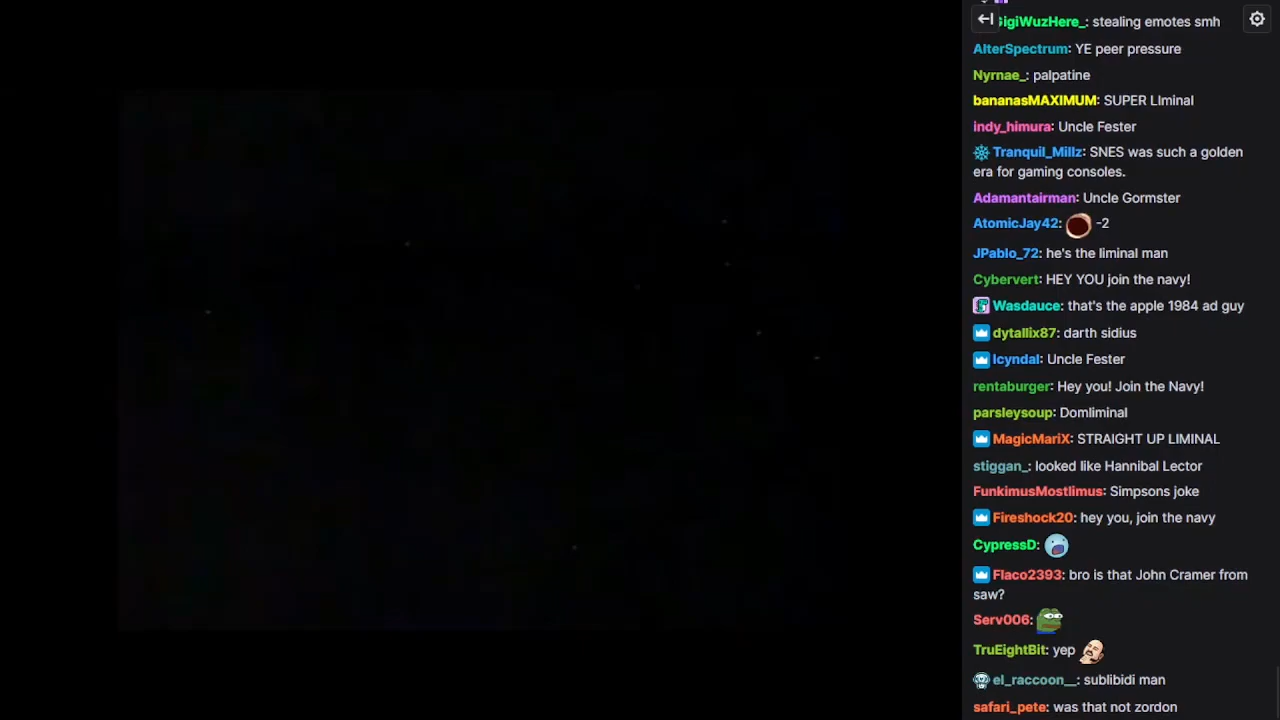 GigiWuzHere_: stealing emotes smh
AlterSpectrum: YE peer pressure
Nyrnae_: palpatine
bananasMAXIMUM: SUPER LIminal
indy_himura: Uncle Fester
Tranquil_Millz: SNES was such a golden
era for gaming consoles.
Adamantairman: Uncle Gormster
AtomicJay42: -2
JPablo_72: he's the liminal man
Cybervert: HEY YOU join the navy!
Wasdauce: that's the apple 1984 ad guy
dytallix87: darth sidius
Icyndal: Uncle Fester
rentaburger: Hey you! Join the Navy!
parsleysoup: Domliminal
MagicMariX: STRAIGHT UP LIMINAL
stiggan_: looked like Hannibal Lector
FunkimusMostlimus: Simpsons joke
Fireshock20: hey you, join the navy
CypressD:
Flaco2393: bro is that John Cramer from
saw?
Serv006:
TruEightBit: yep
el_raccoon__: sublibidi man
safari_pete: was that not zordon